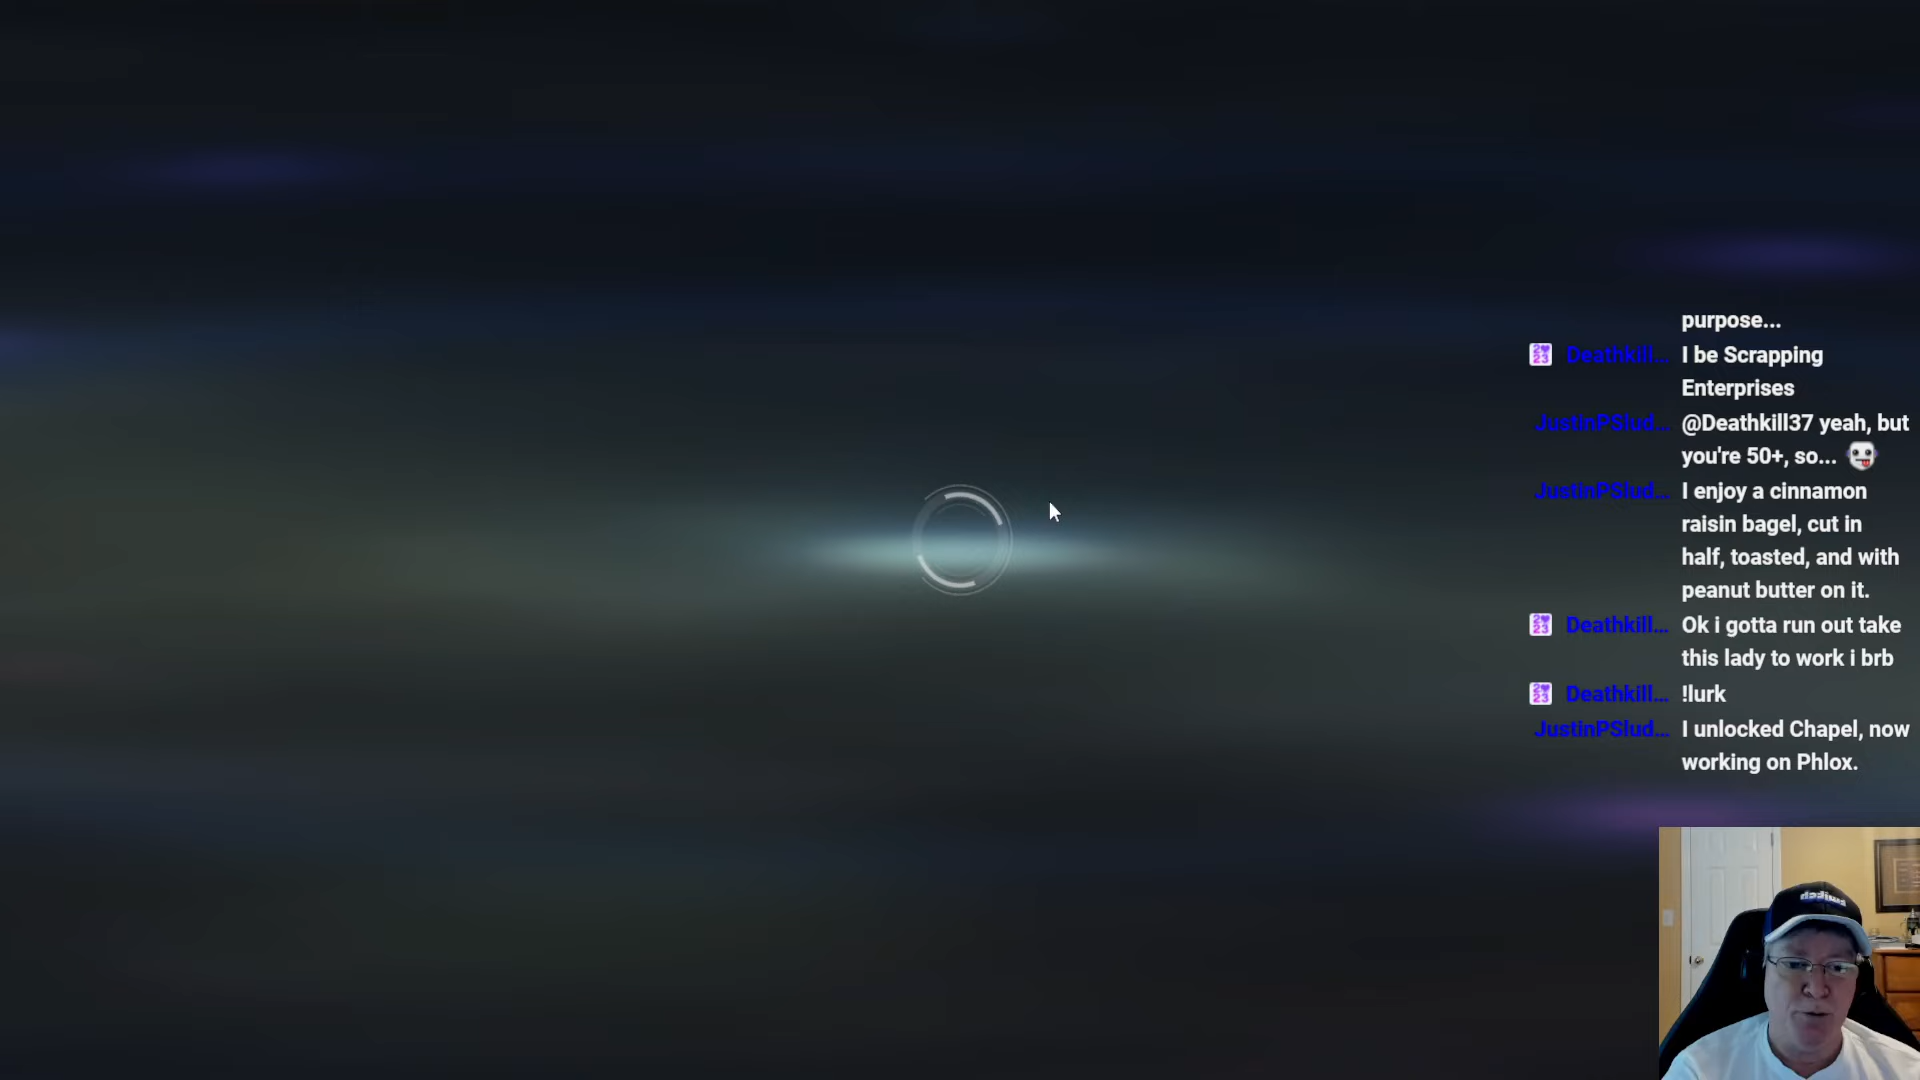 purpose...
Deathkill... I be Scrapping
Enterprises
JustinPSlud... @Deathkill37 yeah, but
you're 50+, so...
JustinPSlud... I enjoy a cinnamon
raisin bagel, cut in
half, toasted, and with
peanut butter on it.
Deathkill... Ok i gotta run out take
this lady to work i brb
Deathkill... !lurk
JustinPSlud... I unlocked Chapel, now
working on Phlox.